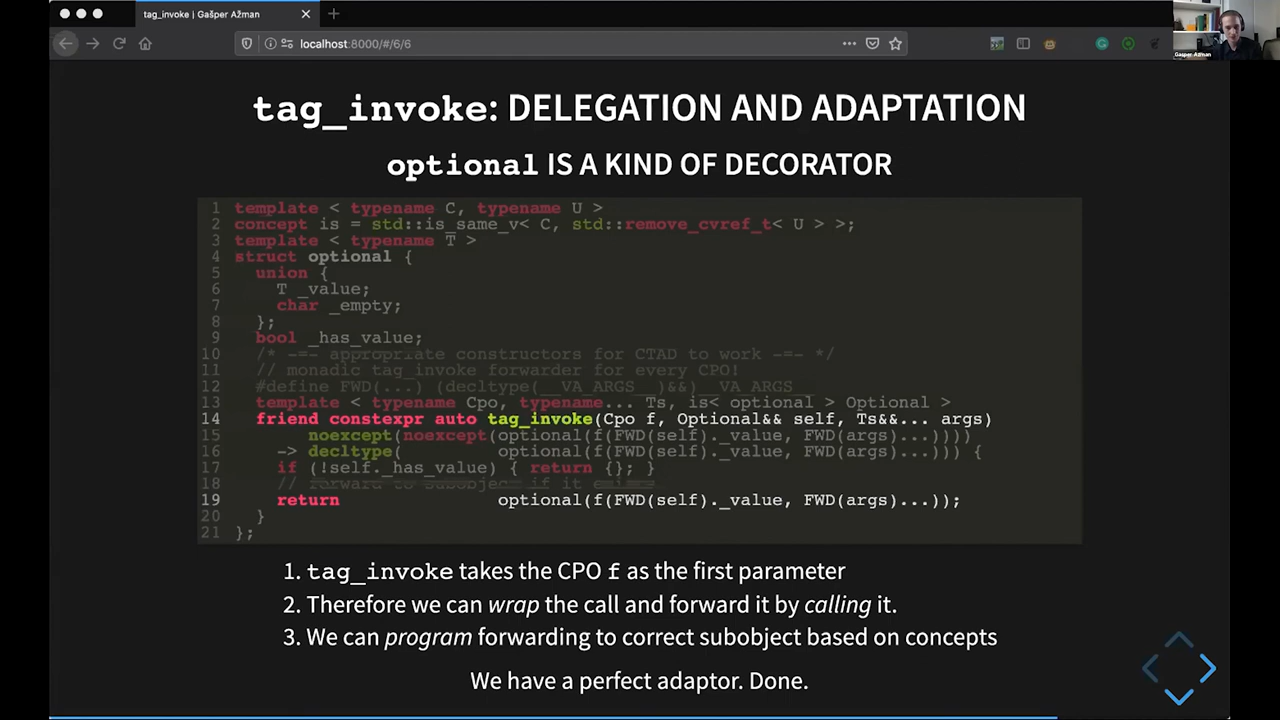 tag_invoke | Gašper Ažman
localhost:8000/#/6/6
Gašper Ažman
tag_invoke: DELEGATION AND ADAPTATION
optional IS A KIND OF DECORATOR
1 template < typename C, typename U >
2 concept is = std::is_same_v< C, std::remove_cvref_t< U > >;
3 template < typename T >
4 struct optional {
5 union {
6 T _value;
7 char _empty;
8 };
9 bool _has_value;
10 /* -=- appropriate constructors for CTAD to work -=- */
11 // monadic tag_invoke forwarder for every CPO!
12 #define FWD(...) (decltype(__VA_ARGS__)&&)__VA_ARGS__
13 template < typename Cpo, typename... Ts, is< optional > Optional >
14 friend constexpr auto tag_invoke(Cpo f, Optional&& self, Ts&&... args)
15 noexcept(noexcept(optional(f(FWD(self)._value, FWD(args)...))))
16 -> decltype( optional(f(FWD(self)._value, FWD(args)...))) {
17 if (!self._has_value) { return {}; }
18 // forward to subobject if it exists
19 return optional(f(FWD(self)._value, FWD(args)...));
20 }
21 };
1. tag_invoke takes the CPO f as the first parameter
2. Therefore we can wrap the call and forward it by calling it.
3. We can program forwarding to correct subobject based on concepts
We have a perfect adaptor. Done.